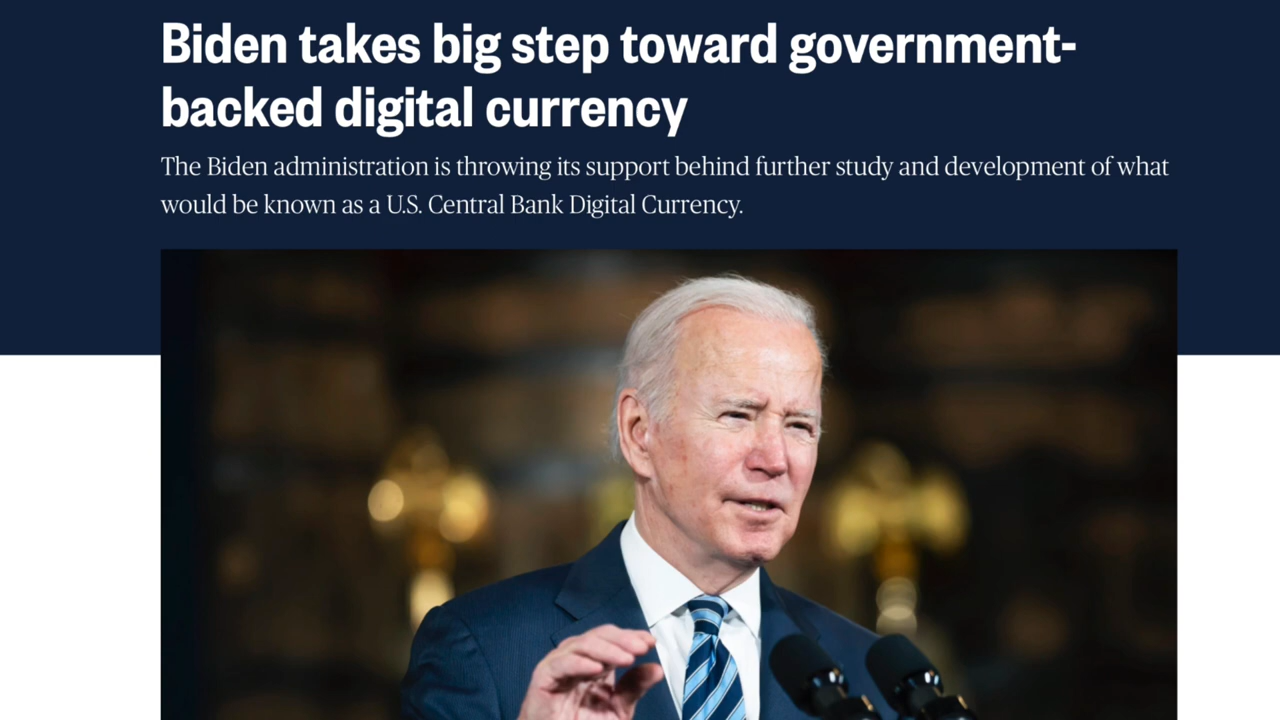 Biden takes big step toward government-
backed digital currency
The Biden administration is throwing its support behind further study and development of what
would be known as a U.S. Central Bank Digital Currency.